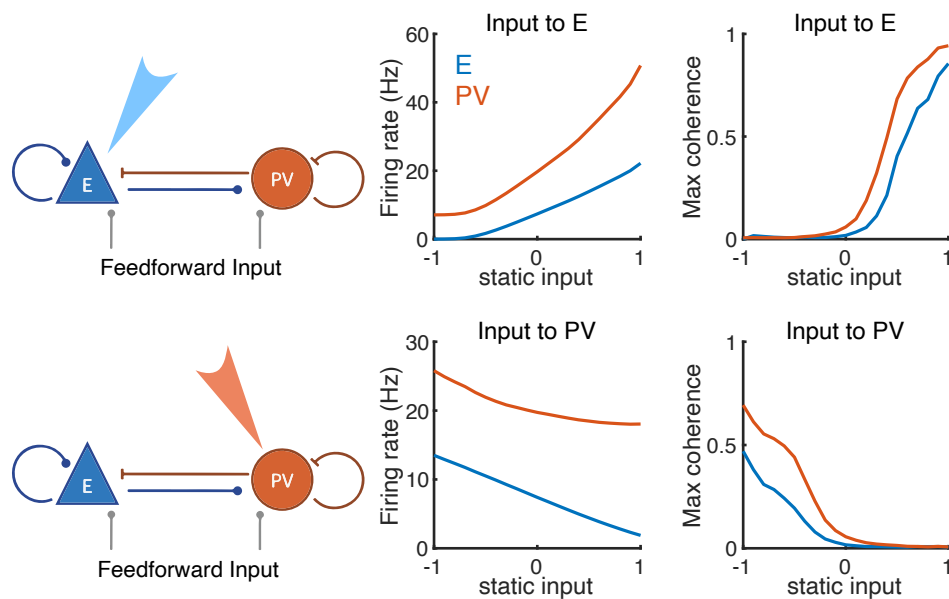 Input to E
Input to E
60
40
20
0
Firing rate (Hz)
E
PV
-1
0
1
static input
1
0.5
0
Max coherence
-1
0
1
static input
E
PV
Feedforward Input
Input to PV
Input to PV
30
20
10
0
Firing rate (Hz)
-1
0
1
static input
1
0.5
0
Max coherence
-1
0
1
static input
E
PV
Feedforward Input